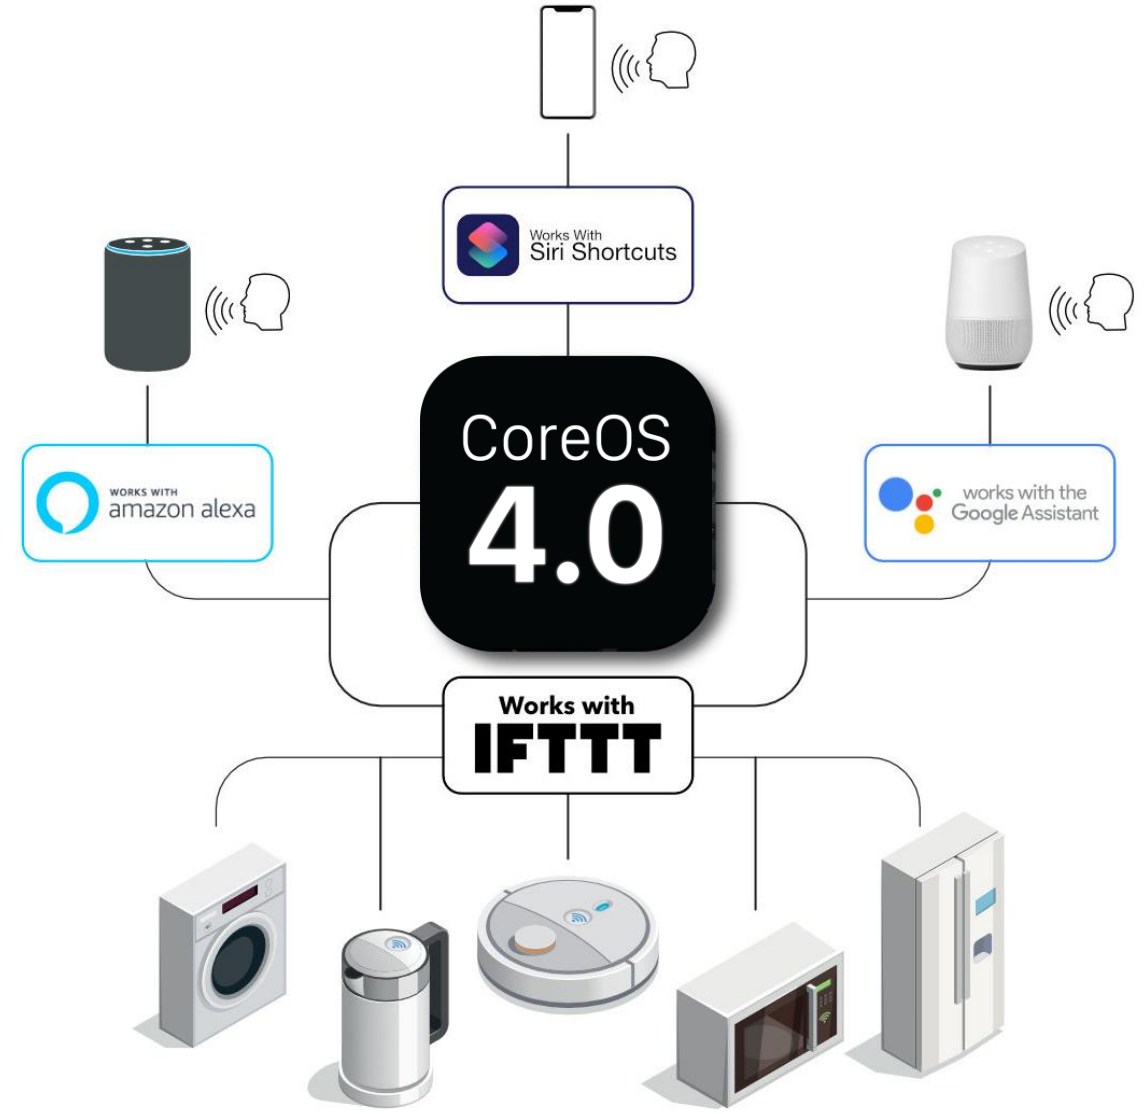 Works With
Siri Shortcuts
CoreOS
4.0
WORKS WITH
amazon alexa
works with the
Google Assistant
Works with
IFTTT